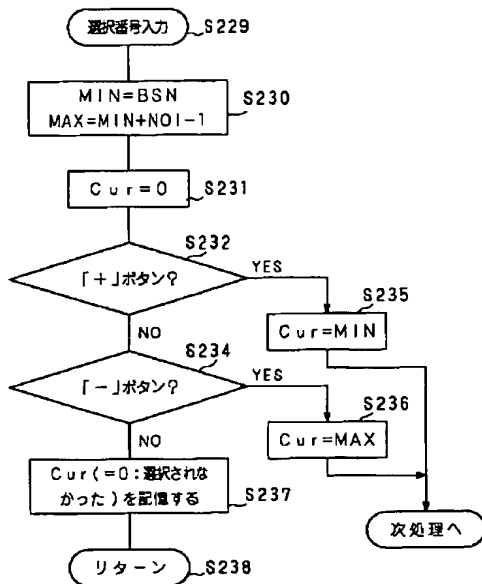 選択番号入力
S229
MIN=BSN
MAX=MIN+NOI-1
S230
Cur=0
S231
S232
「+」ボタン?
YES
NO
S235
Cur=MIN
S234
「-」ボタン?
YES
NO
S236
Cur=MAX
Cur(=0:選択されな
かった)を記憶する
S237
次処理へ
リターン
S238